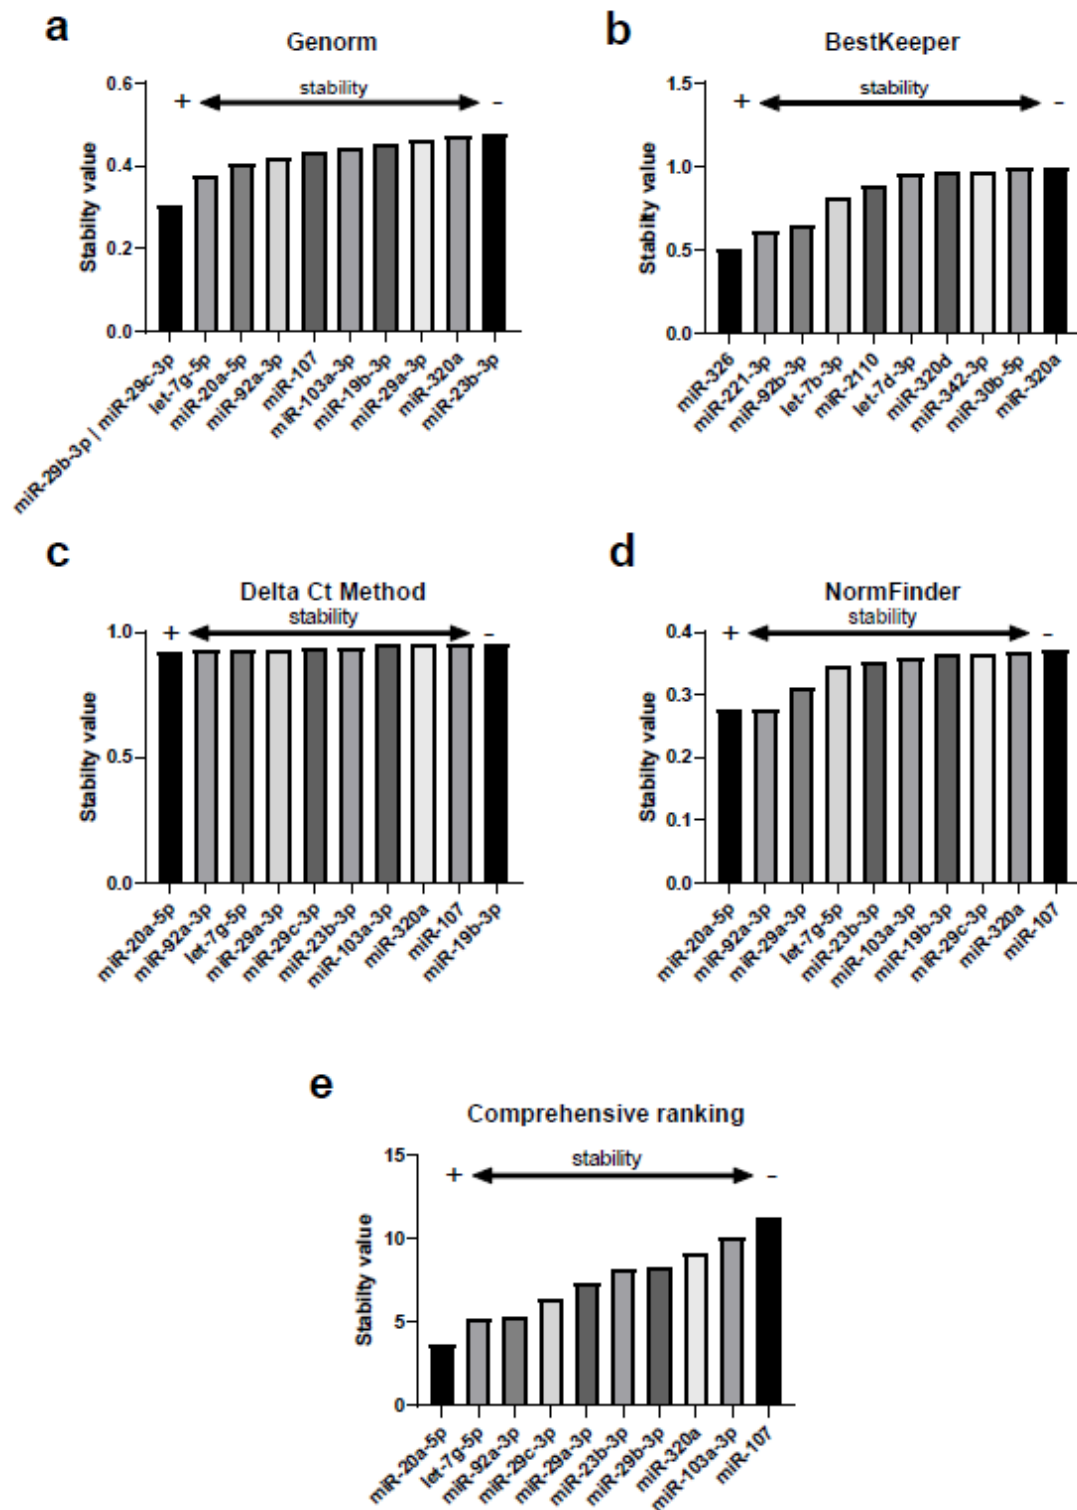 a
Genorm
+ stability -
Stabilty value
0.6
0.4
0.2
0.0
miR-29b-3p | miR-29c-3p
let-7g-5p
miR-20a-5p
miR-92a-3p
miR-107
miR-103a-3p
miR-19b-3p
miR-29a-3p
miR-320a
miR-23b-3p
b
BestKeeper
+ stability -
Stabilty value
1.5
1.0
0.5
0.0
miR-326
miR-221-3p
miR-92b-3p
let-7b-3p
miR-2110
let-7d-3p
miR-320d
miR-342-3p
miR-30b-5p
miR-320a
c
Delta Ct Method
+ stability -
Stabilty value
1.0
0.5
0.0
miR-20a-5p
miR-92a-3p
let-7g-5p
miR-29a-3p
miR-29c-3p
miR-23b-3p
miR-103a-3p
miR-320a
miR-107
miR-19b-3p
d
NormFinder
+ stability -
Stabilty value
0.4
0.3
0.2
0.1
0.0
miR-20a-5p
miR-92a-3p
miR-29a-3p
let-7g-5p
miR-23b-3p
miR-103a-3p
miR-19b-3p
miR-29c-3p
miR-320a
miR-107
e
Comprehensive ranking
+ stability -
Stabilty value
15
10
5
0
miR-20a-5p
let-7g-5p
miR-92a-3p
miR-29c-3p
miR-29a-3p
miR-23b-3p
miR-29b-3p
miR-320a
miR-103a-3p
miR-107